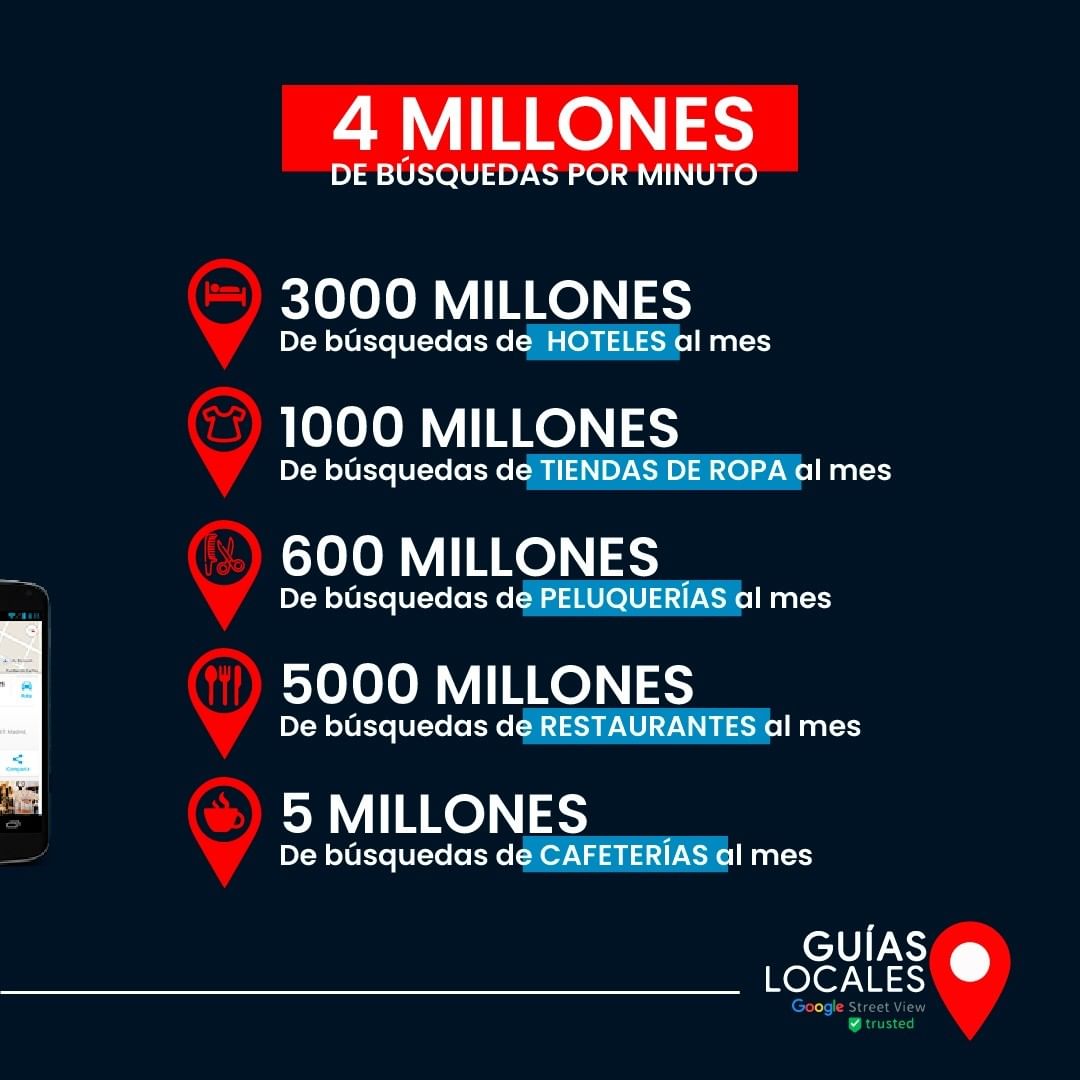 4 MILLONES
DE BÚSQUEDAS POR MINUTO
3000 MILLONES
De búsquedas de HOTELES al mes
1000 MILLONES
De búsquedas de TIENDAS DE ROPA al mes
600 MILLONES
De búsquedas de PELUQUERÍAS al mes
5000 MILLONES
De búsquedas de RESTAURANTES al mes
5 MILLONES
De búsquedas de CAFETERÍAS al mes
Madrid,
Compartir
GUÍAS
LOCALES
Google Street View
trusted